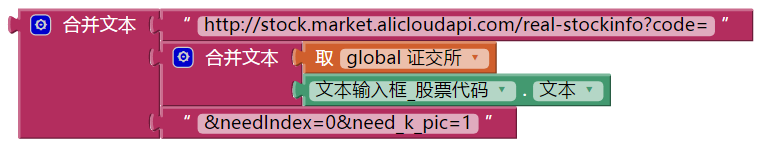 合并文本 " http://stock.market.alicloudapi.com/real-stockinfo?code= "
合并文本 取 global 证交所
文本输入框_股票代码 . 文本
" &needIndex=0&need_k_pic=1 "